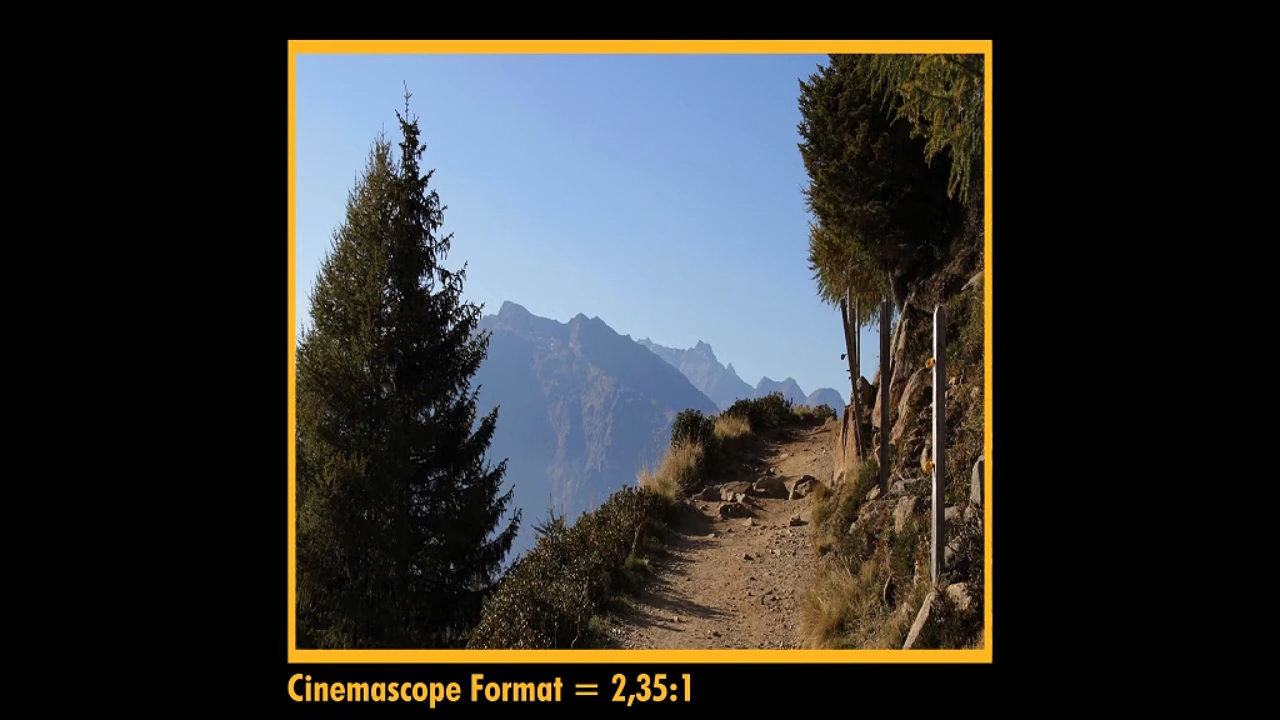 Cinemascope Format = 2,35:1